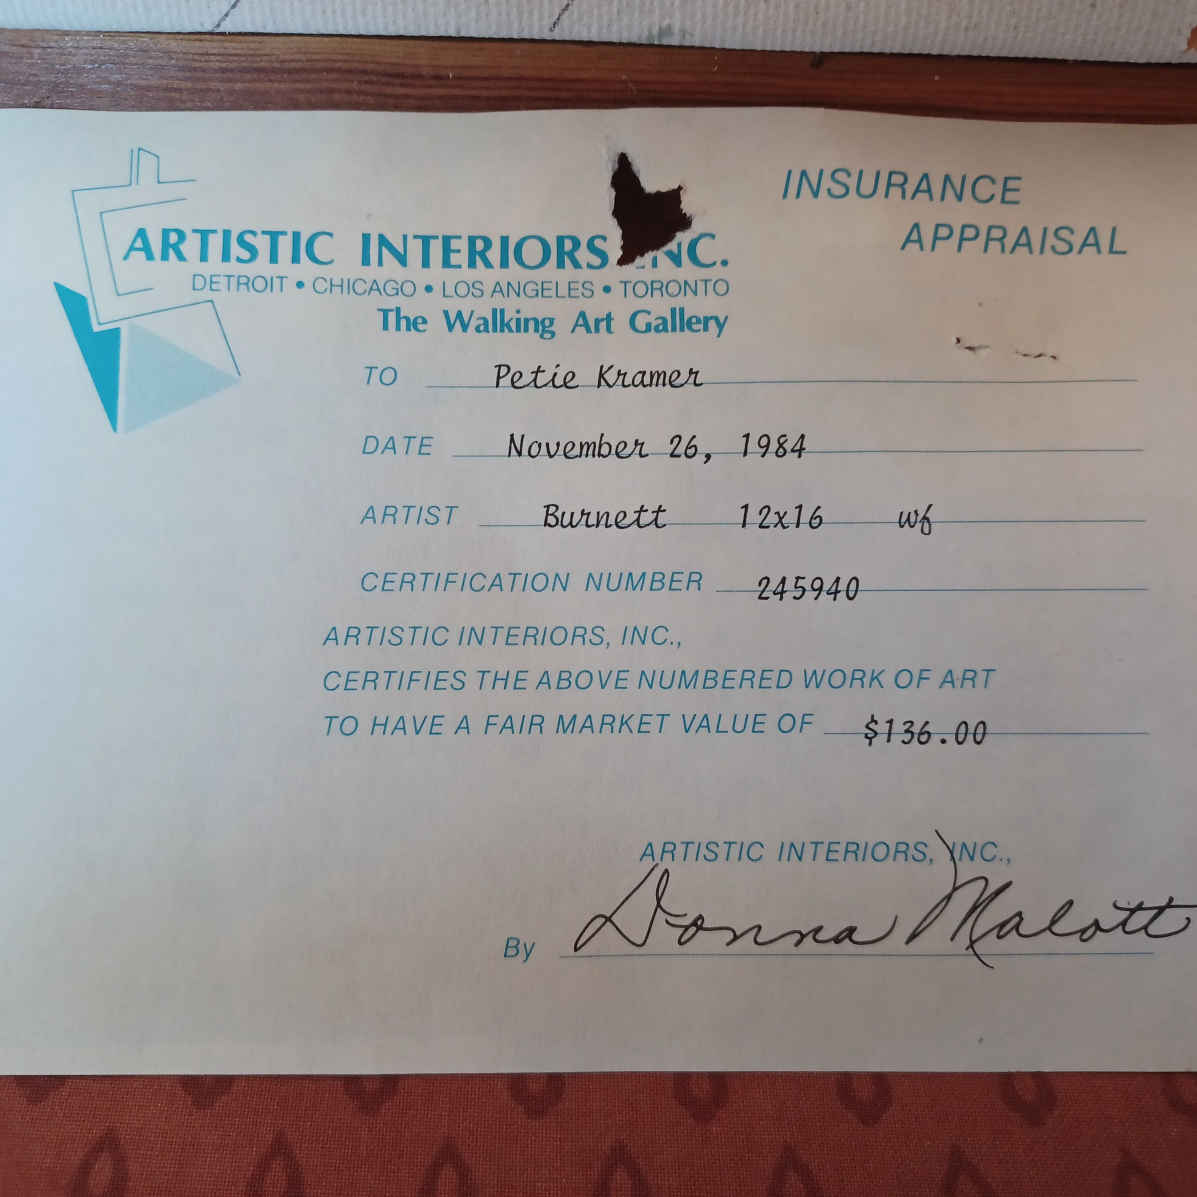 ARTISTIC INTERIORS INC.
DETROIT • CHICAGO • LOS ANGELES • TORONTO
The Walking Art Gallery
INSURANCE
APPRAISAL
TO Petie Kramer
DATE November 26, 1984
ARTIST Burnett 12x16 wf
CERTIFICATION NUMBER 245940
ARTISTIC INTERIORS, INC.,
CERTIFIES THE ABOVE NUMBERED WORK OF ART
TO HAVE A FAIR MARKET VALUE OF $136.00
ARTISTIC INTERIORS, INC.,
By Donna Malott